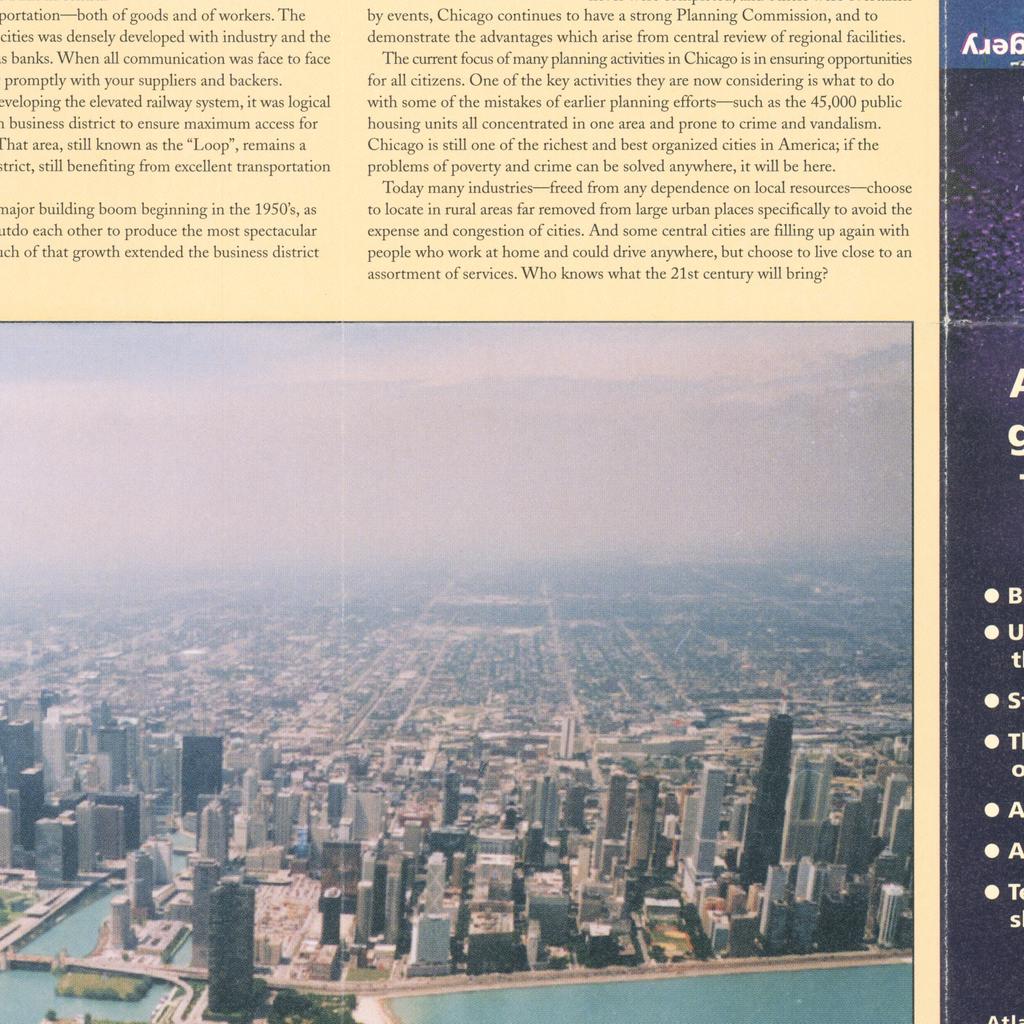 portation—both of goods and of workers. The
cities was densely developed with industry and the
s banks. When all communication was face to face
promptly with your suppliers and backers.
eveloping the elevated railway system, it was logical
n business district to ensure maximum access for
That area, still known as the “Loop”, remains a
strict, still benefiting from excellent transportation
major building boom beginning in the 1950’s, as
utdo each other to produce the most spectacular
uch of that growth extended the business district
by events, Chicago continues to have a strong Planning Commission, and to
demonstrate the advantages which arise from central review of regional facilities.
The current focus of many planning activities in Chicago is in ensuring opportunities
for all citizens. One of the key activities they are now considering is what to do
with some of the mistakes of earlier planning efforts—such as the 45,000 public
housing units all concentrated in one area and prone to crime and vandalism.
Chicago is still one of the richest and best organized cities in America; if the
problems of poverty and crime can be solved anywhere, it will be here.
Today many industries—freed from any dependence on local resources—choose
to locate in rural areas far removed from large urban places specifically to avoid the
expense and congestion of cities. And some central cities are filling up again with
people who work at home and could drive anywhere, but choose to live close to an
assortment of services. Who knows what the 21st century will bring?
A
g
● B
● U
th
● S
● Th
o
● A
● A
● Te
sl
Atla